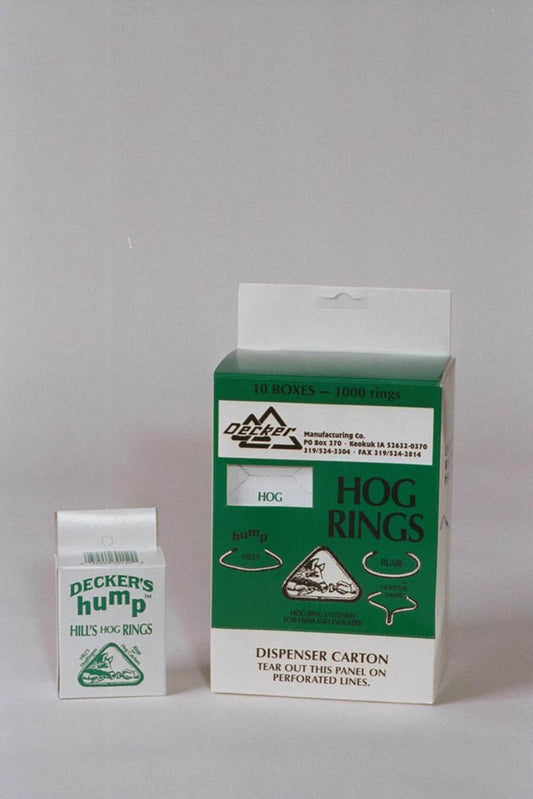 10 BOXES — 1000 rings
Decker
Manufacturing Co.
PO Box 370 · Keokuk IA 52632-0370
319/524-3304 · FAX 319/524-2814
HOG
HOG
RINGS
hump
HILL'S
BLAIR
HOG RING FASTENERS
FOR FARM AND INDUSTRY
DISPENSER CARTON
TEAR OUT THIS PANEL ON
PERFORATED LINES.
DECKER'S
hump™
HILL'S HOG RINGS